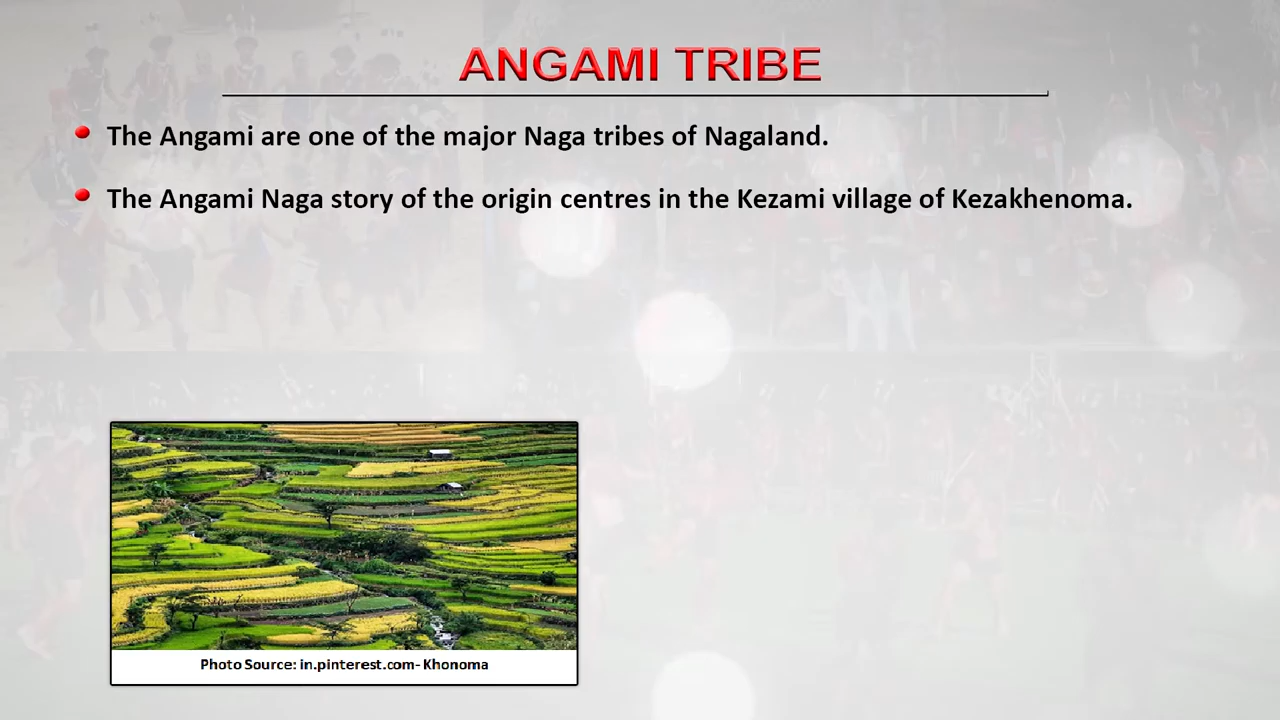 ANGAMI TRIBE
The Angami are one of the major Naga tribes of Nagaland.
The Angami Naga story of the origin centres in the Kezami village of Kezakhenoma.
Photo Source: in.pinterest.com- Khonoma